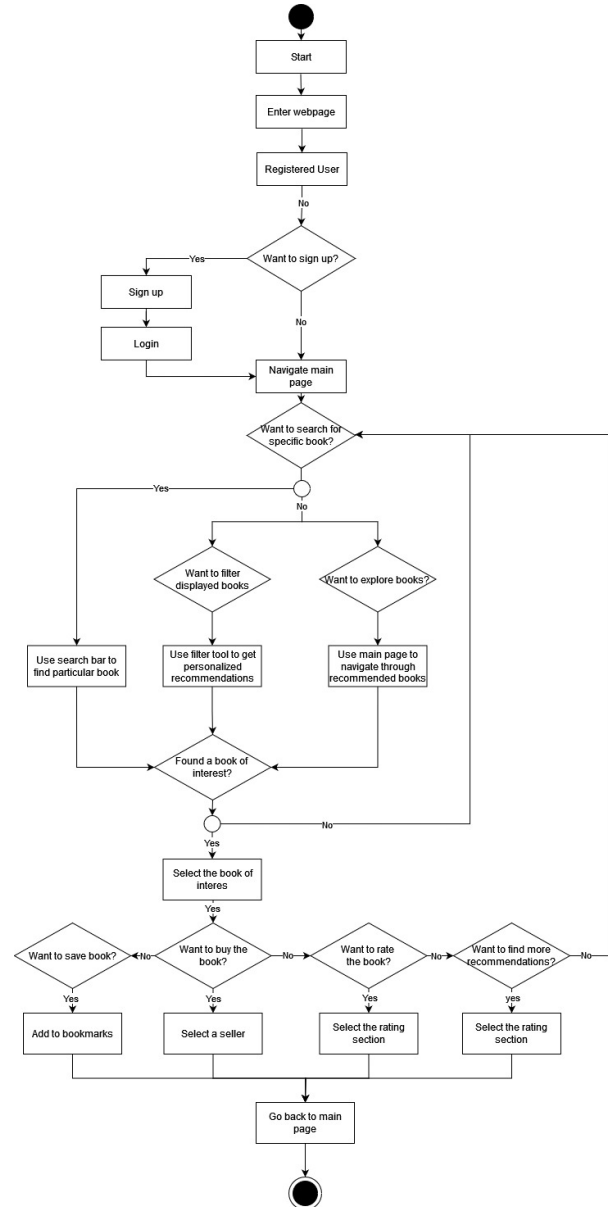 Start
Enter webpage
Registered User
No
Want to sign up?
Yes
Sign up
No
Login
Navigate main
page
Want to search for
specific book?
Yes
No
Want to filter
displayed books
Want to explore books?
Use search bar to
find particular book
Use filter tool to get
personalized
recommendations
Use main page to
navigate through
recommended books
Found a book of
interest?
No
Yes
Select the book of
interes
Yes
Want to save book?
No
Want to buy the
book?
No
Want to rate
the book?
No
Want to find more
recommendations?
No
Yes
Yes
Yes
yes
Add to bookmarks
Select a seller
Select the rating
section
Select the rating
section
Go back to main
page